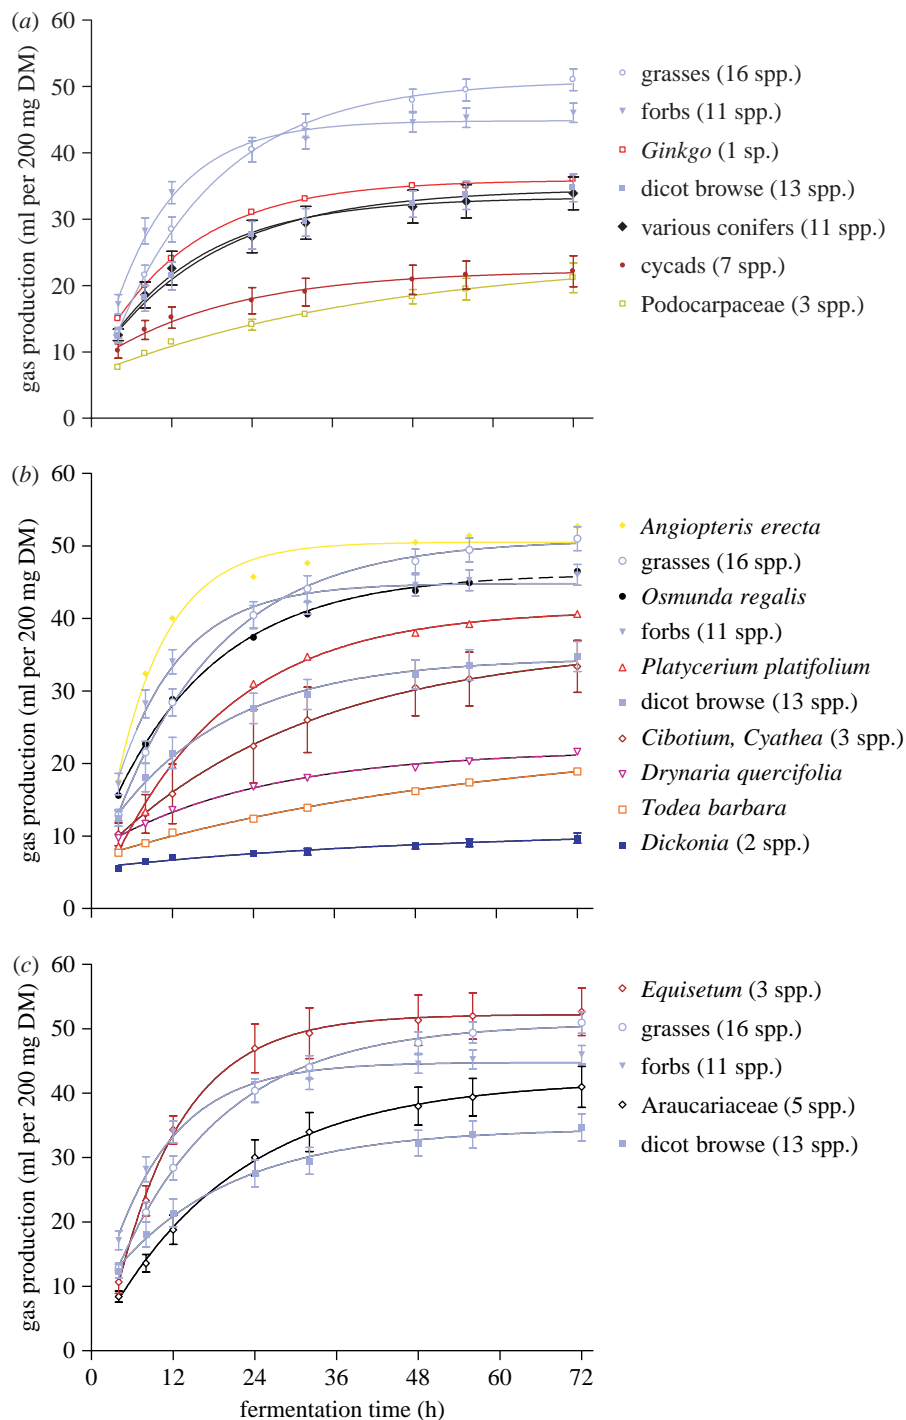 (a)
60
50
40
30
20
10
0
gas production (ml per 200 mg DM)
grasses (16 spp.)
forbs (11 spp.)
Ginkgo (1 sp.)
dicot browse (13 spp.)
various conifers (11 spp.)
cycads (7 spp.)
Podocarpaceae (3 spp.)
(b)
60
50
40
30
20
10
0
gas production (ml per 200 mg DM)
Angiopteris erecta
grasses (16 spp.)
Osmunda regalis
forbs (11 spp.)
Platycerium platifolium
dicot browse (13 spp.)
Cibotium, Cyathea (3 spp.)
Drynaria quercifolia
Todea barbara
Dickonia (2 spp.)
(c)
60
50
40
30
20
10
0
gas production (ml per 200 mg DM)
Equisetum (3 spp.)
grasses (16 spp.)
forbs (11 spp.)
Araucariaceae (5 spp.)
dicot browse (13 spp.)
0 12 24 36 48 60 72
fermentation time (h)